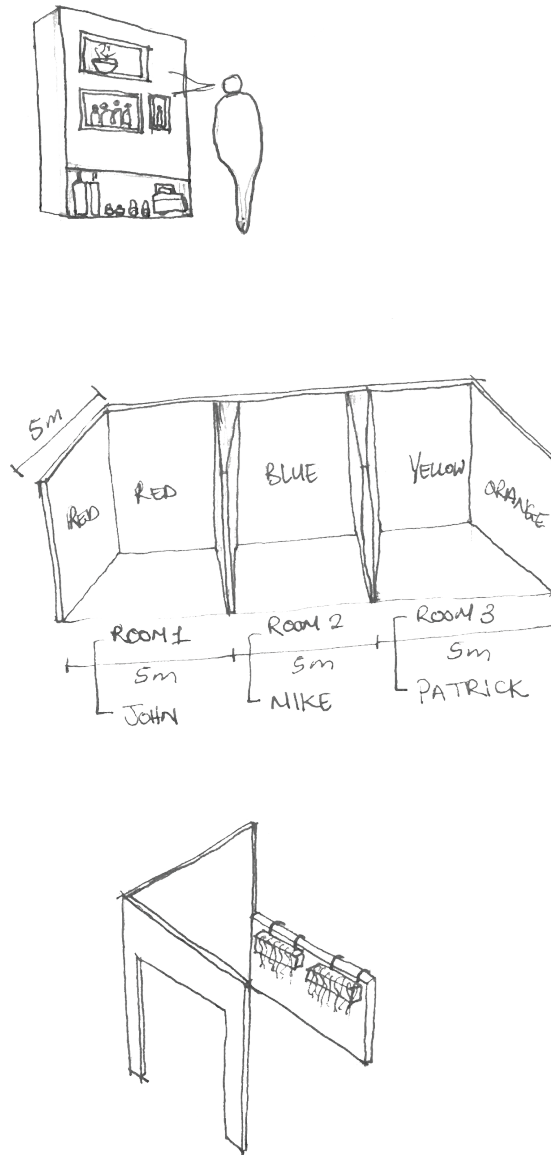 5m
RED
RED
BLUE
YELLOW
ORANGE
ROOM 1
ROOM 2
ROOM 3
5m
5m
5m
JOHN
MIKE
PATRICK